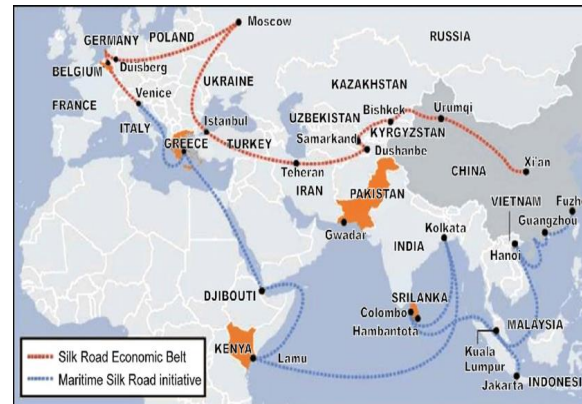 Moscow
GERMANY
POLAND
RUSSIA
Duisberg
BELGIUM
UKRAINE
KAZAKHSTAN
Venice
FRANCE
Bishkek
Urumqi
UZBEKISTAN
ITALY
Istanbul
KYRGYZSTAN
Samarkand
GREECE
TURKEY
Dushanbe
Teheran
CHINA
Xi'an
IRAN
PAKISTAN
VIETNAM
Fuzh
Kolkata
Guangzhou
Gwadar
INDIA
Hanoi
DJIBOUTI
SRILANKA
Colombo
Hambantota
MALAYSIA
KENYA
Lamu
Kuala
Lumpur
Jakarta
INDONES
Silk Road Economic Belt
Maritime Silk Road initiative